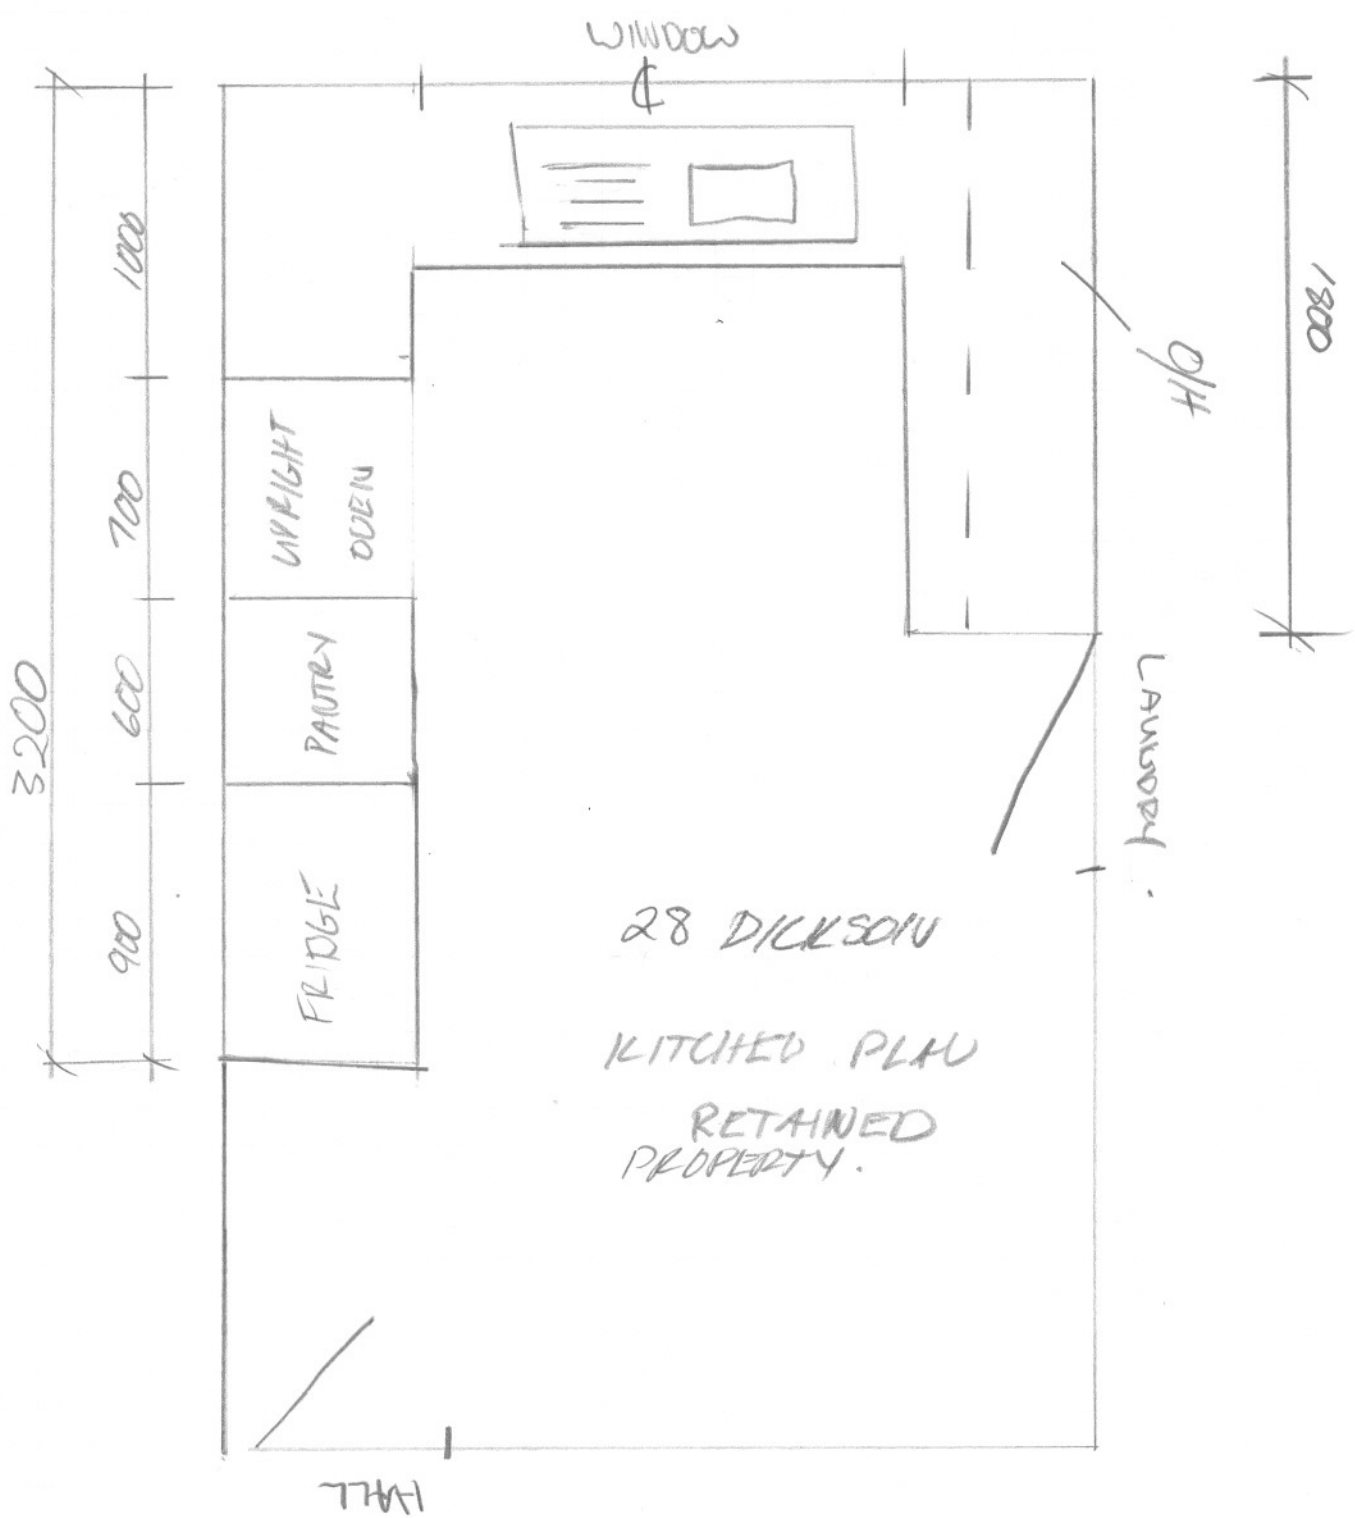 WINDOW
₵
1000
1800
O/H
700
UPRIGHT
OVEN
600
3200
PANTRY
LAUNDRY.
900
FRIDGE
28 DICKSON
KITCHEN PLAN
RETAINED
PROPERTY.
HALL